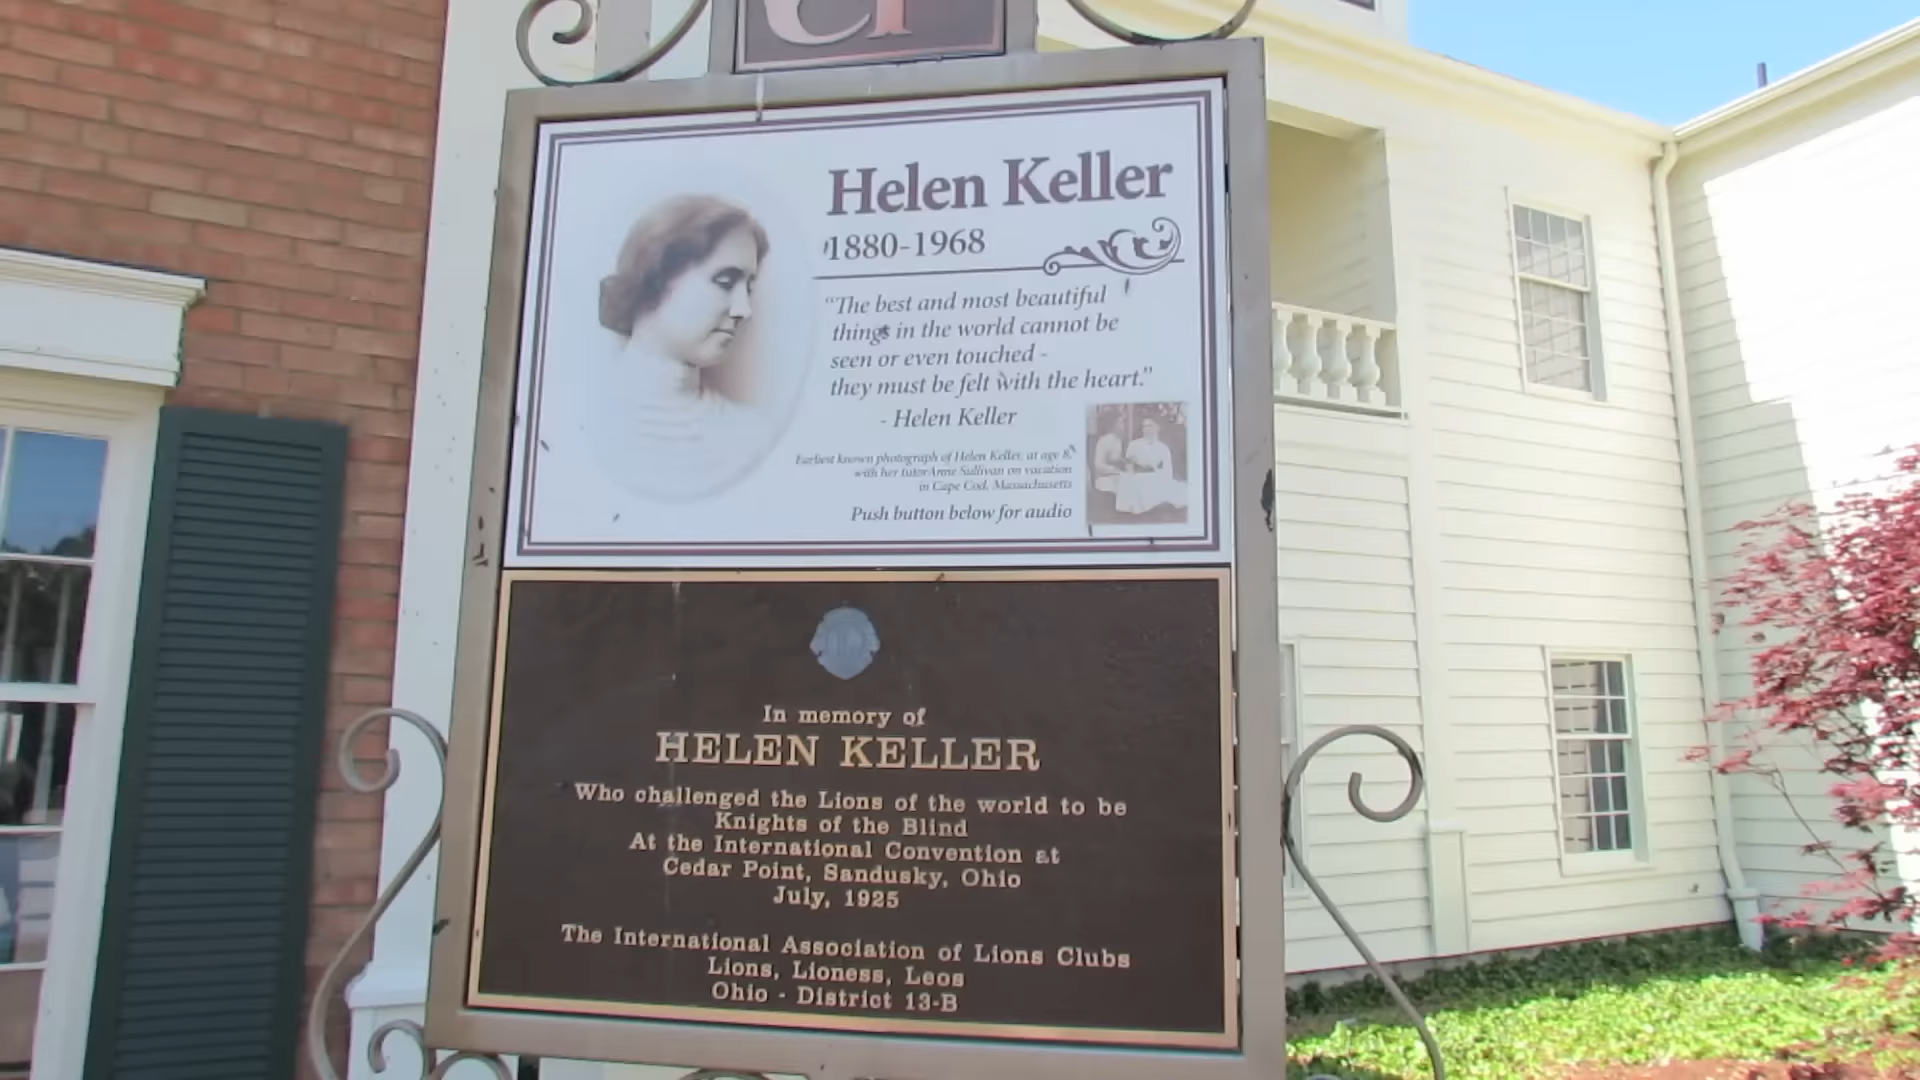 Helen Keller
1880-1968
“The best and most beautiful
things in the world cannot be
seen or even touched -
they must be felt with the heart.”
- Helen Keller
Earliest known photograph of Helen Keller, at age 8,
with her tutor Anne Sullivan on vacation
in Cape Cod, Massachusetts
Push button below for audio
In memory of
HELEN KELLER
Who challenged the Lions of the world to be
Knights of the Blind
At the International Convention at
Cedar Point, Sandusky, Ohio
July, 1925
The International Association of Lions Clubs
Lions, Lioness, Leos
Ohio - District 13-B